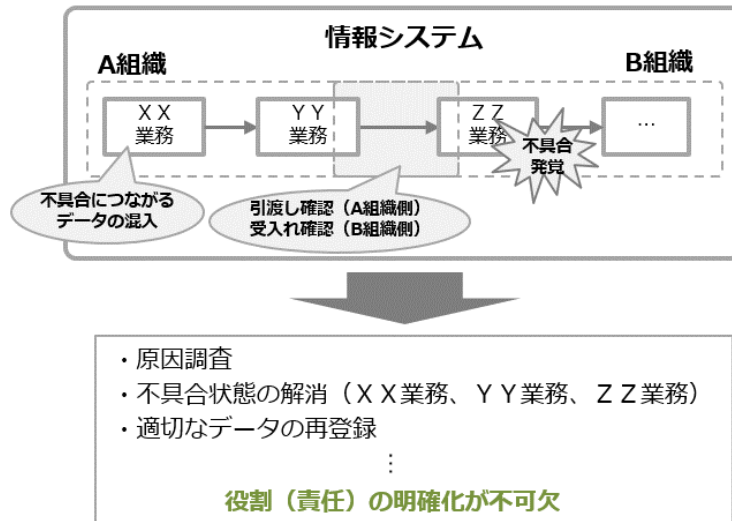 情報システム
A組織
B組織
ＸＸ
業務
ＹＹ
業務
ＺＺ
業務
…
不具合
発覚
不具合につながる
データの混入
引渡し確認（A組織側）
受入れ確認（B組織側）
・原因調査
・不具合状態の解消（ＸＸ業務、ＹＹ業務、ＺＺ業務）
・適切なデータの再登録
⋮
役割（責任）の明確化が不可欠